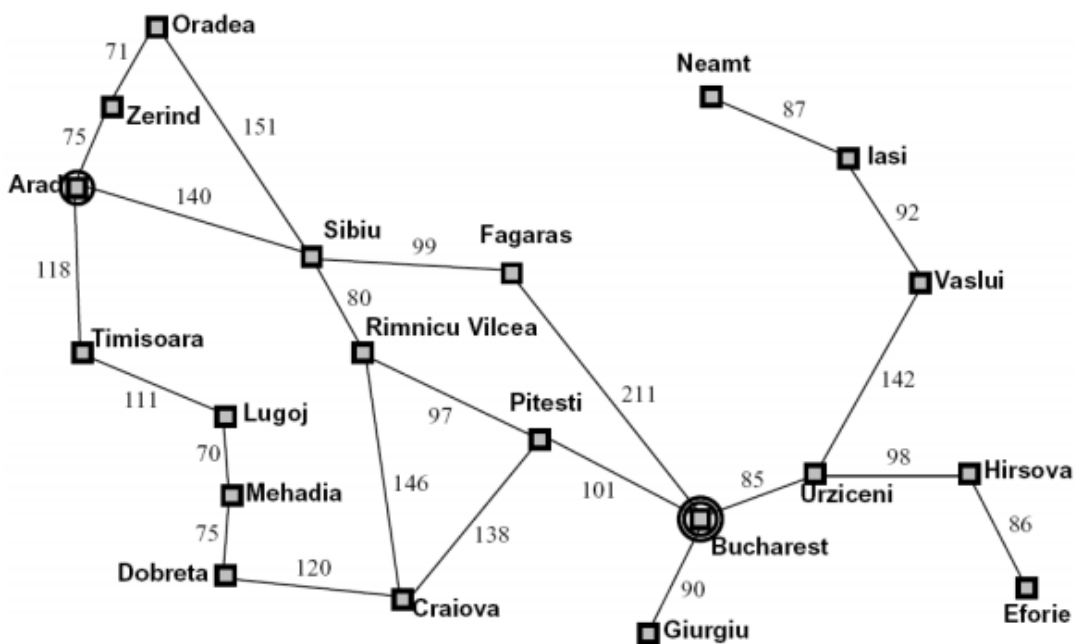 Oradea
71
Neamt
87
Zerind
75
151
Iasi
Arad
140
92
Sibiu
Fagaras
99
118
80
Vaslui
Timisoara
Rimnicu Vilcea
142
111
211
Lugoj
97
Pitesti
70
98
Hirsova
Mehadia
146
101
85
Urziceni
75
138
86
Bucharest
Dobreta
120
90
Craiova
Eforie
Giurgiu